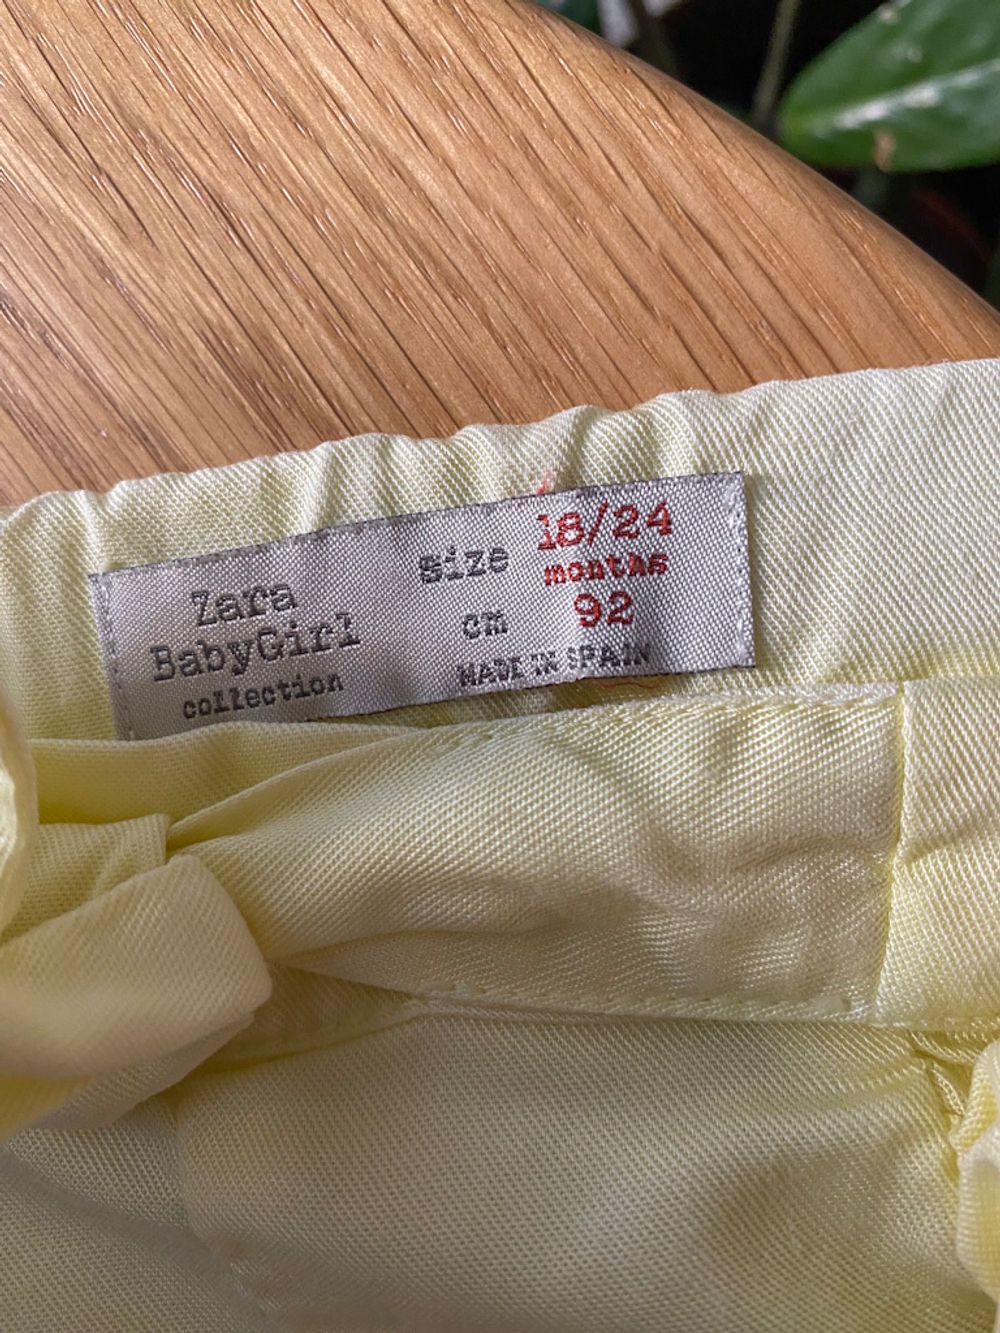 Zara
BabyGirl
collection
size 18/24
months
cm 92
MADE IN SPAIN